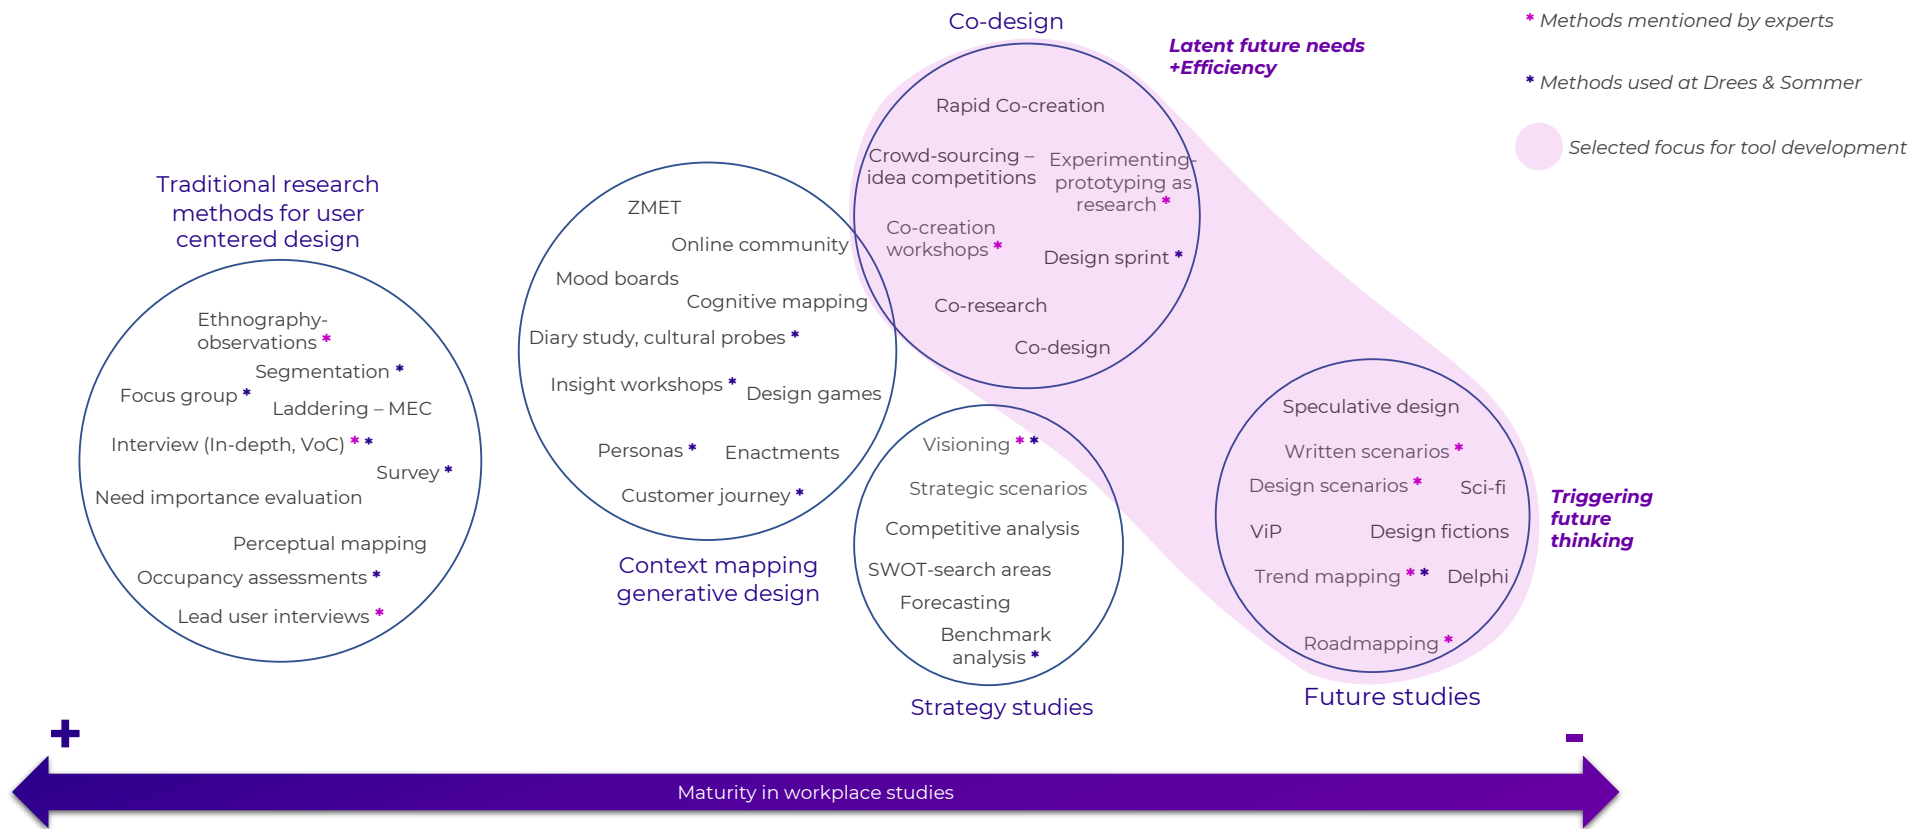 Co-design
Latent future needs
+Efficiency
* Methods mentioned by experts
* Methods used at Drees & Sommer
Selected focus for tool development
Traditional research
methods for user
centered design
Ethnography-
observations *
Segmentation *
Focus group *
Laddering – MEC
Interview (In-depth, VoC) * *
Survey *
Need importance evaluation
Perceptual mapping
Occupancy assessments *
Lead user interviews *
ZMET
Online community
Mood boards
Cognitive mapping
Diary study, cultural probes *
Insight workshops *
Design games
Personas *
Enactments
Customer journey *
Context mapping
generative design
Rapid Co-creation
Crowd-sourcing –
idea competitions
Experimenting-
prototyping as
research *
Co-creation
workshops *
Design sprint *
Co-research
Co-design
Visioning * *
Strategic scenarios
Competitive analysis
SWOT-search areas
Forecasting
Benchmark
analysis *
Strategy studies
Speculative design
Written scenarios *
Design scenarios *
Sci-fi
ViP
Design fictions
Trend mapping * *
Delphi
Roadmapping *
Future studies
Triggering
future
thinking
+
-
Maturity in workplace studies